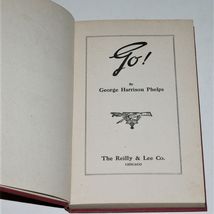 Go!
By
George Harrison Phelps
The Reilly & Lee Co.
CHICAGO